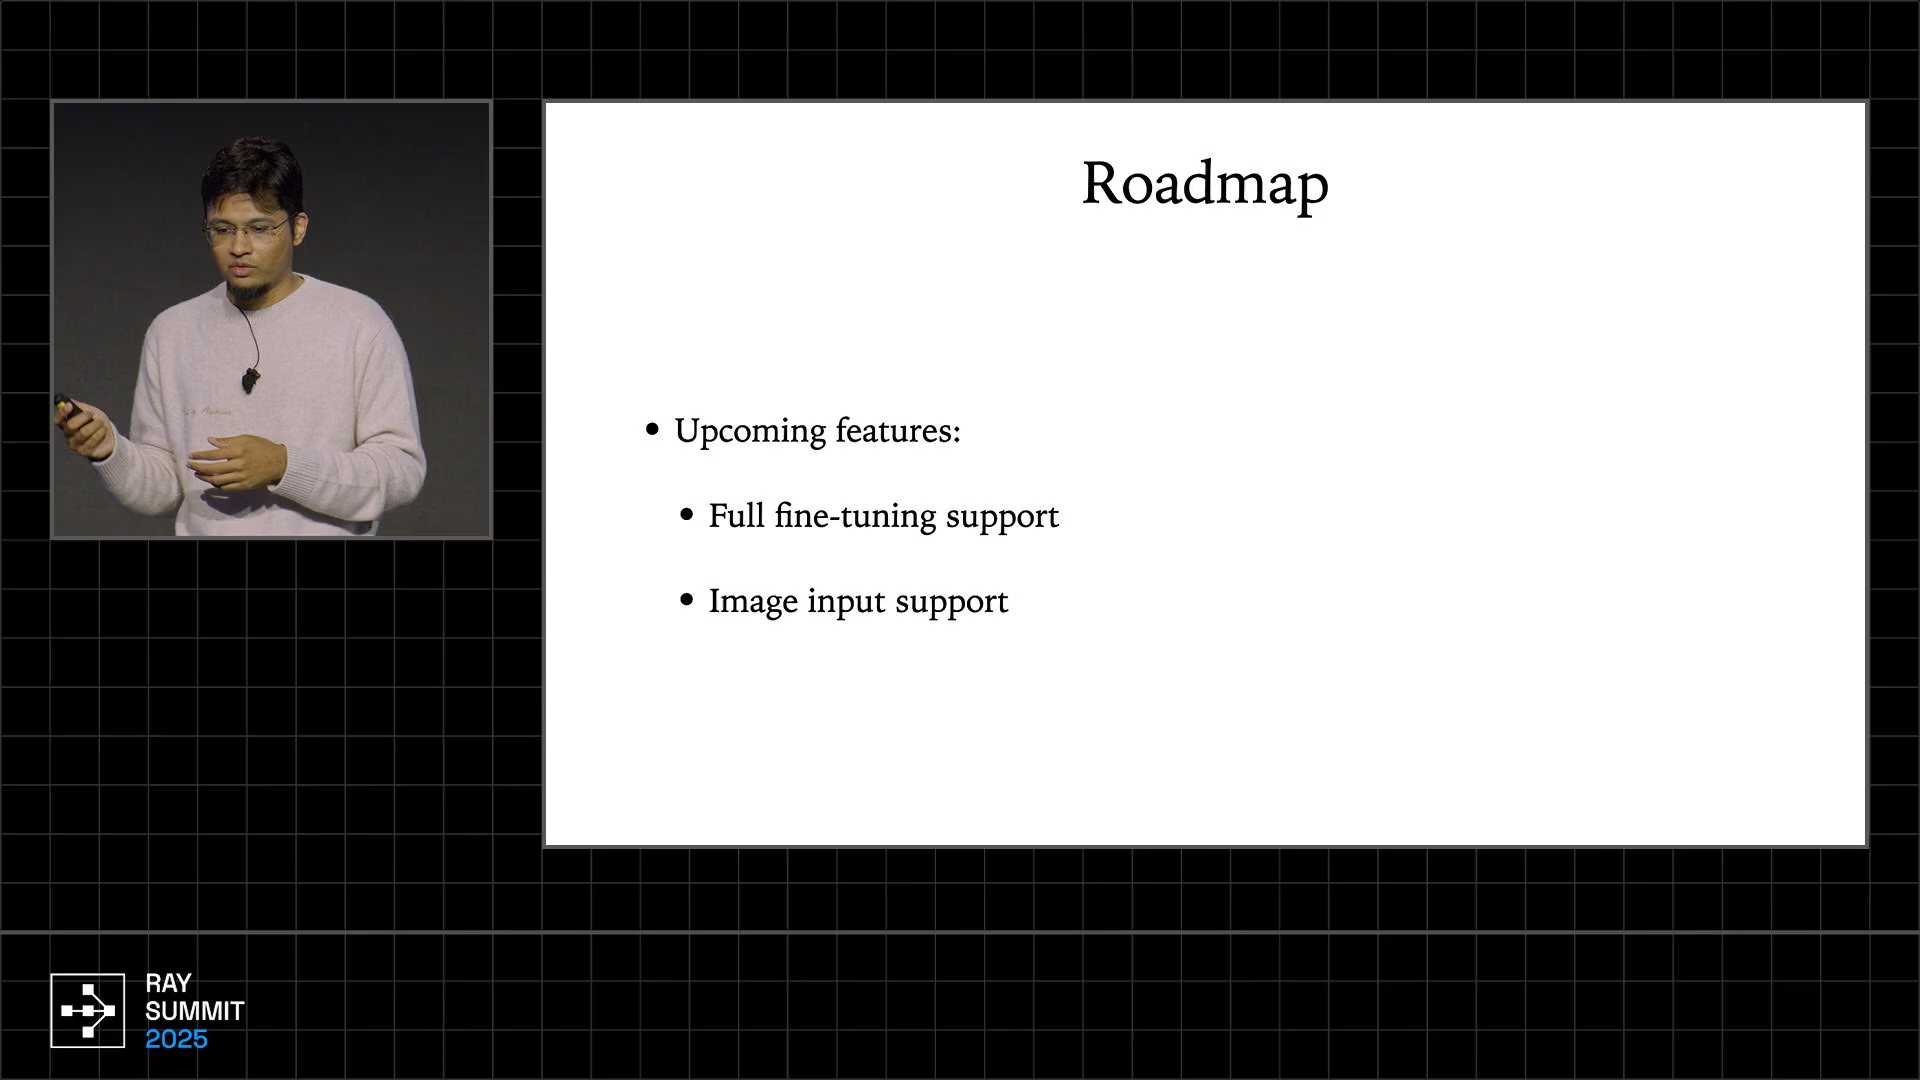 Roadmap
• Upcoming features:
• Full fine-tuning support
• Image input support
RAY
SUMMIT
2025